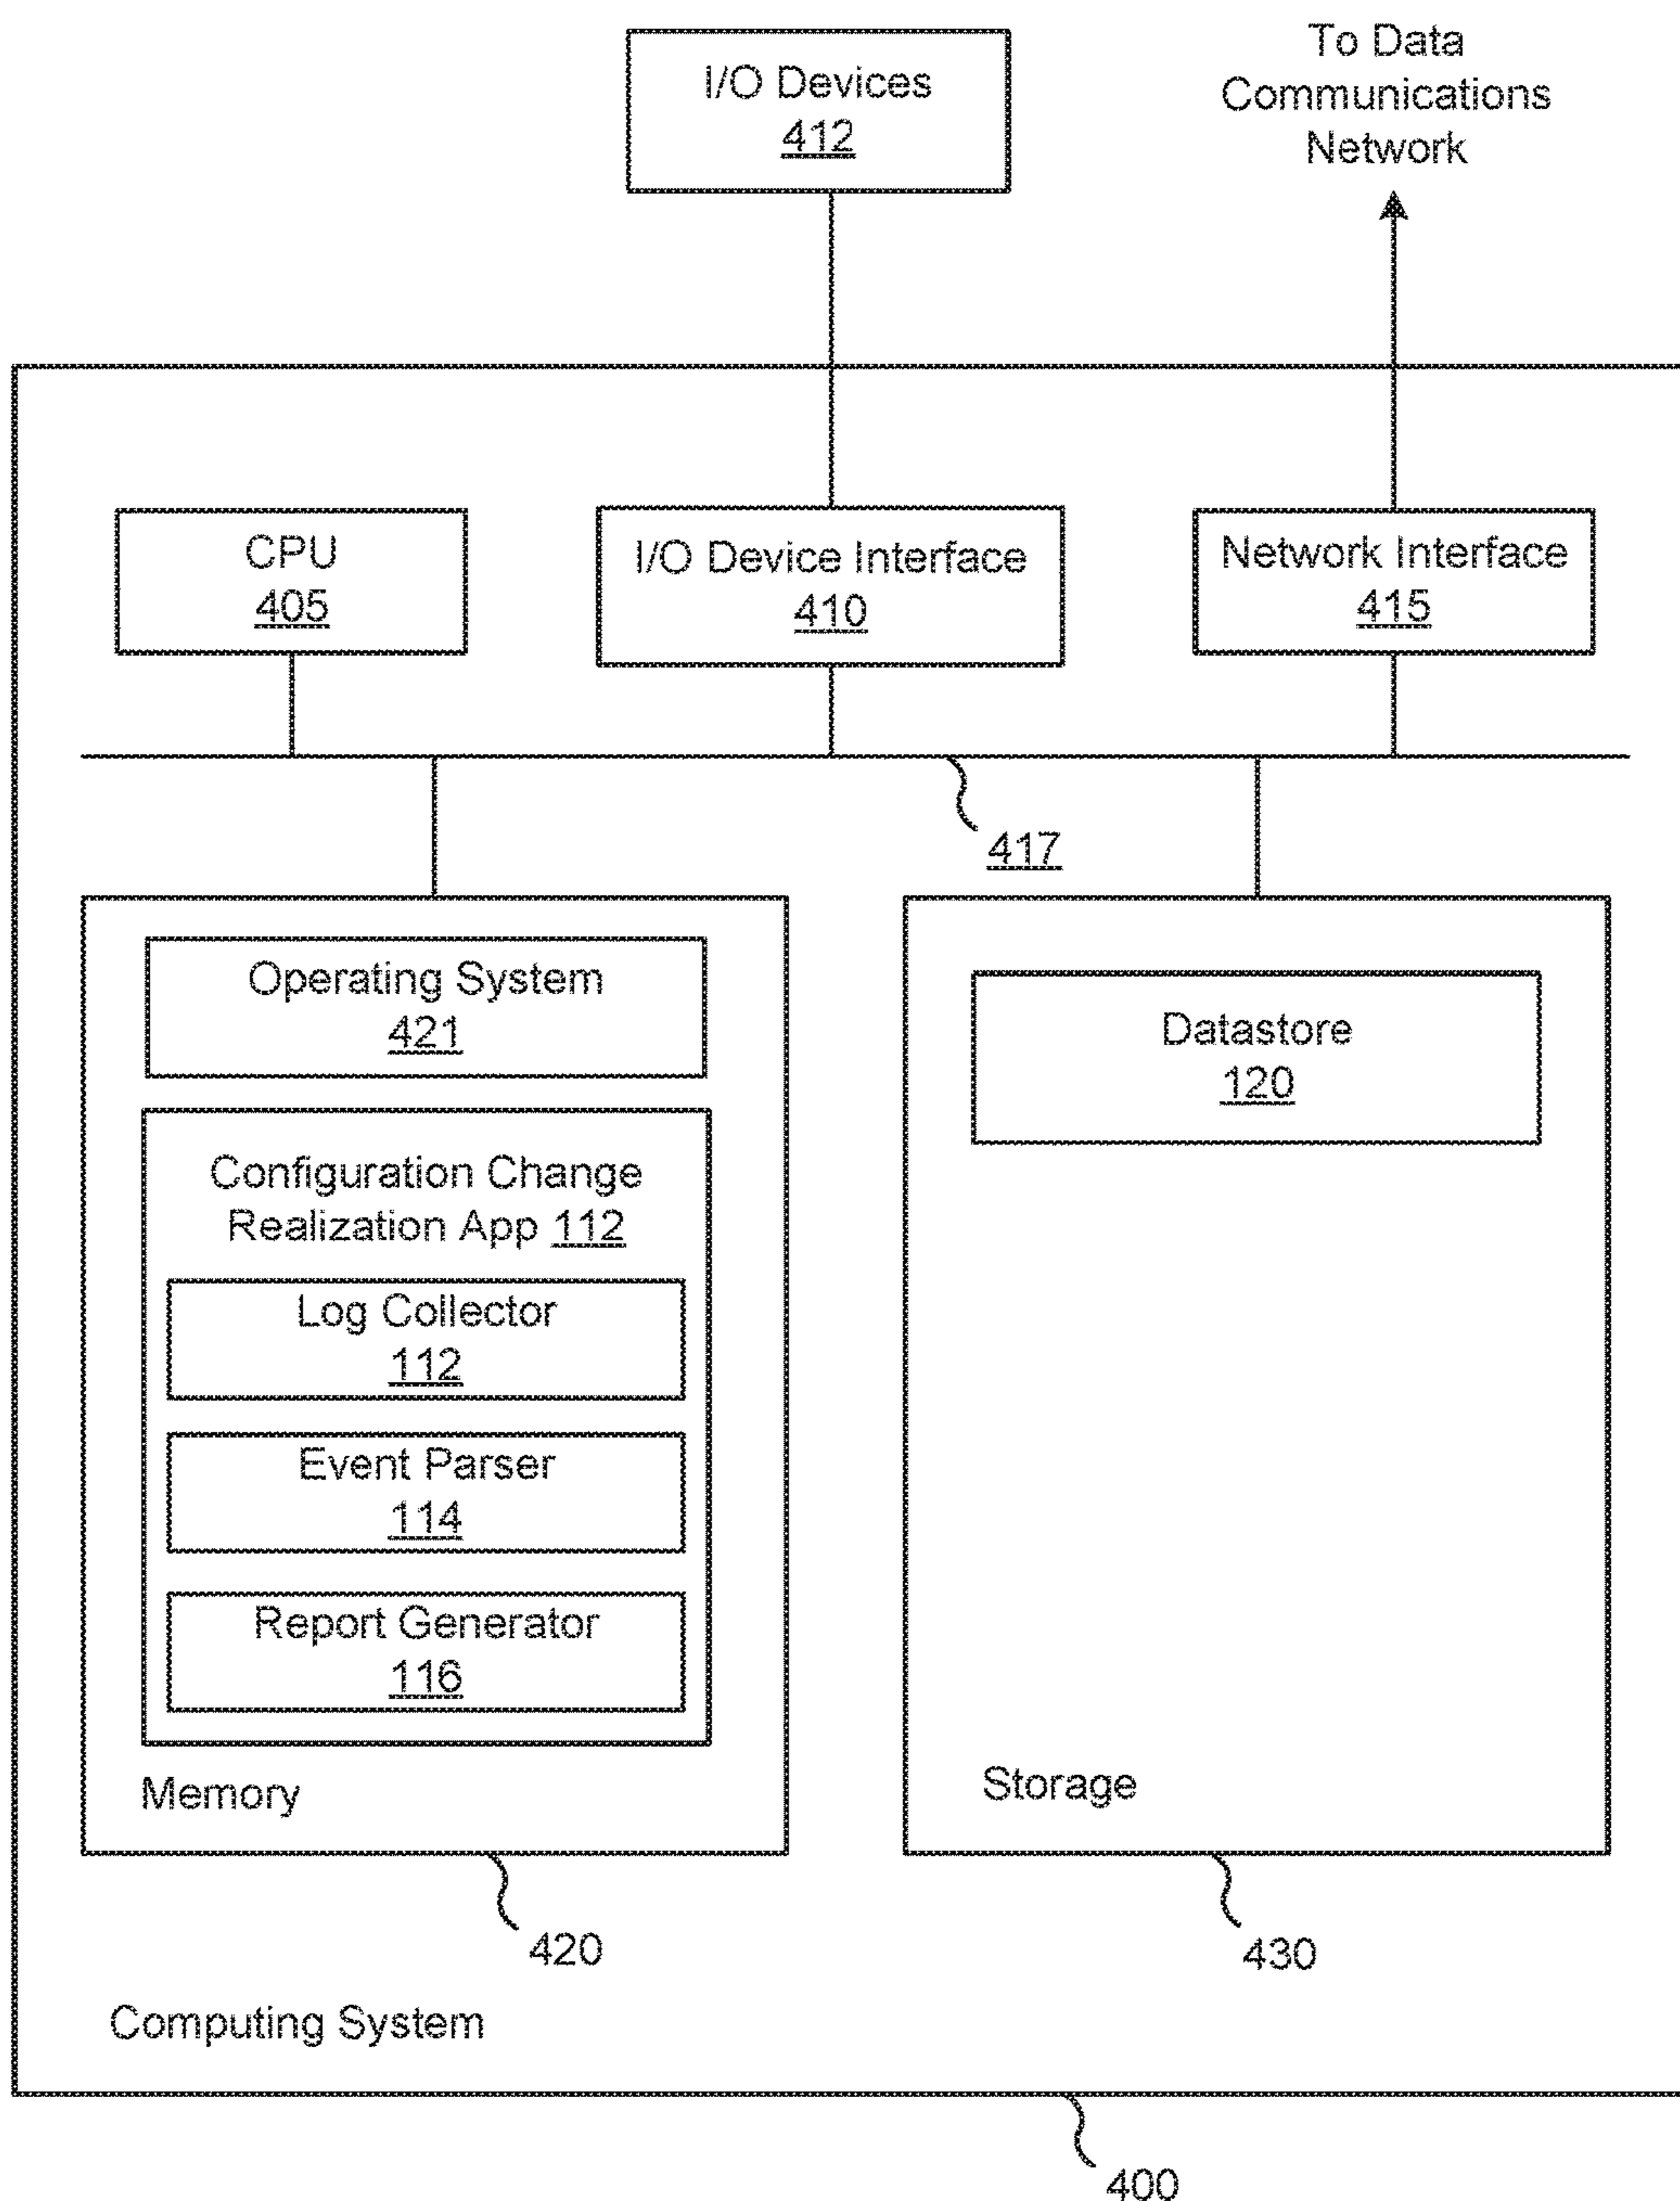 I/O Devices
412
To Data
Communications
Network
CPU
405
I/O Device Interface
410
Network Interface
415
417
Operating System
421
Configuration Change
Realization App 112
Log Collector
112
Event Parser
114
Report Generator
116
Memory
420
Datastore
120
Storage
430
Computing System
400